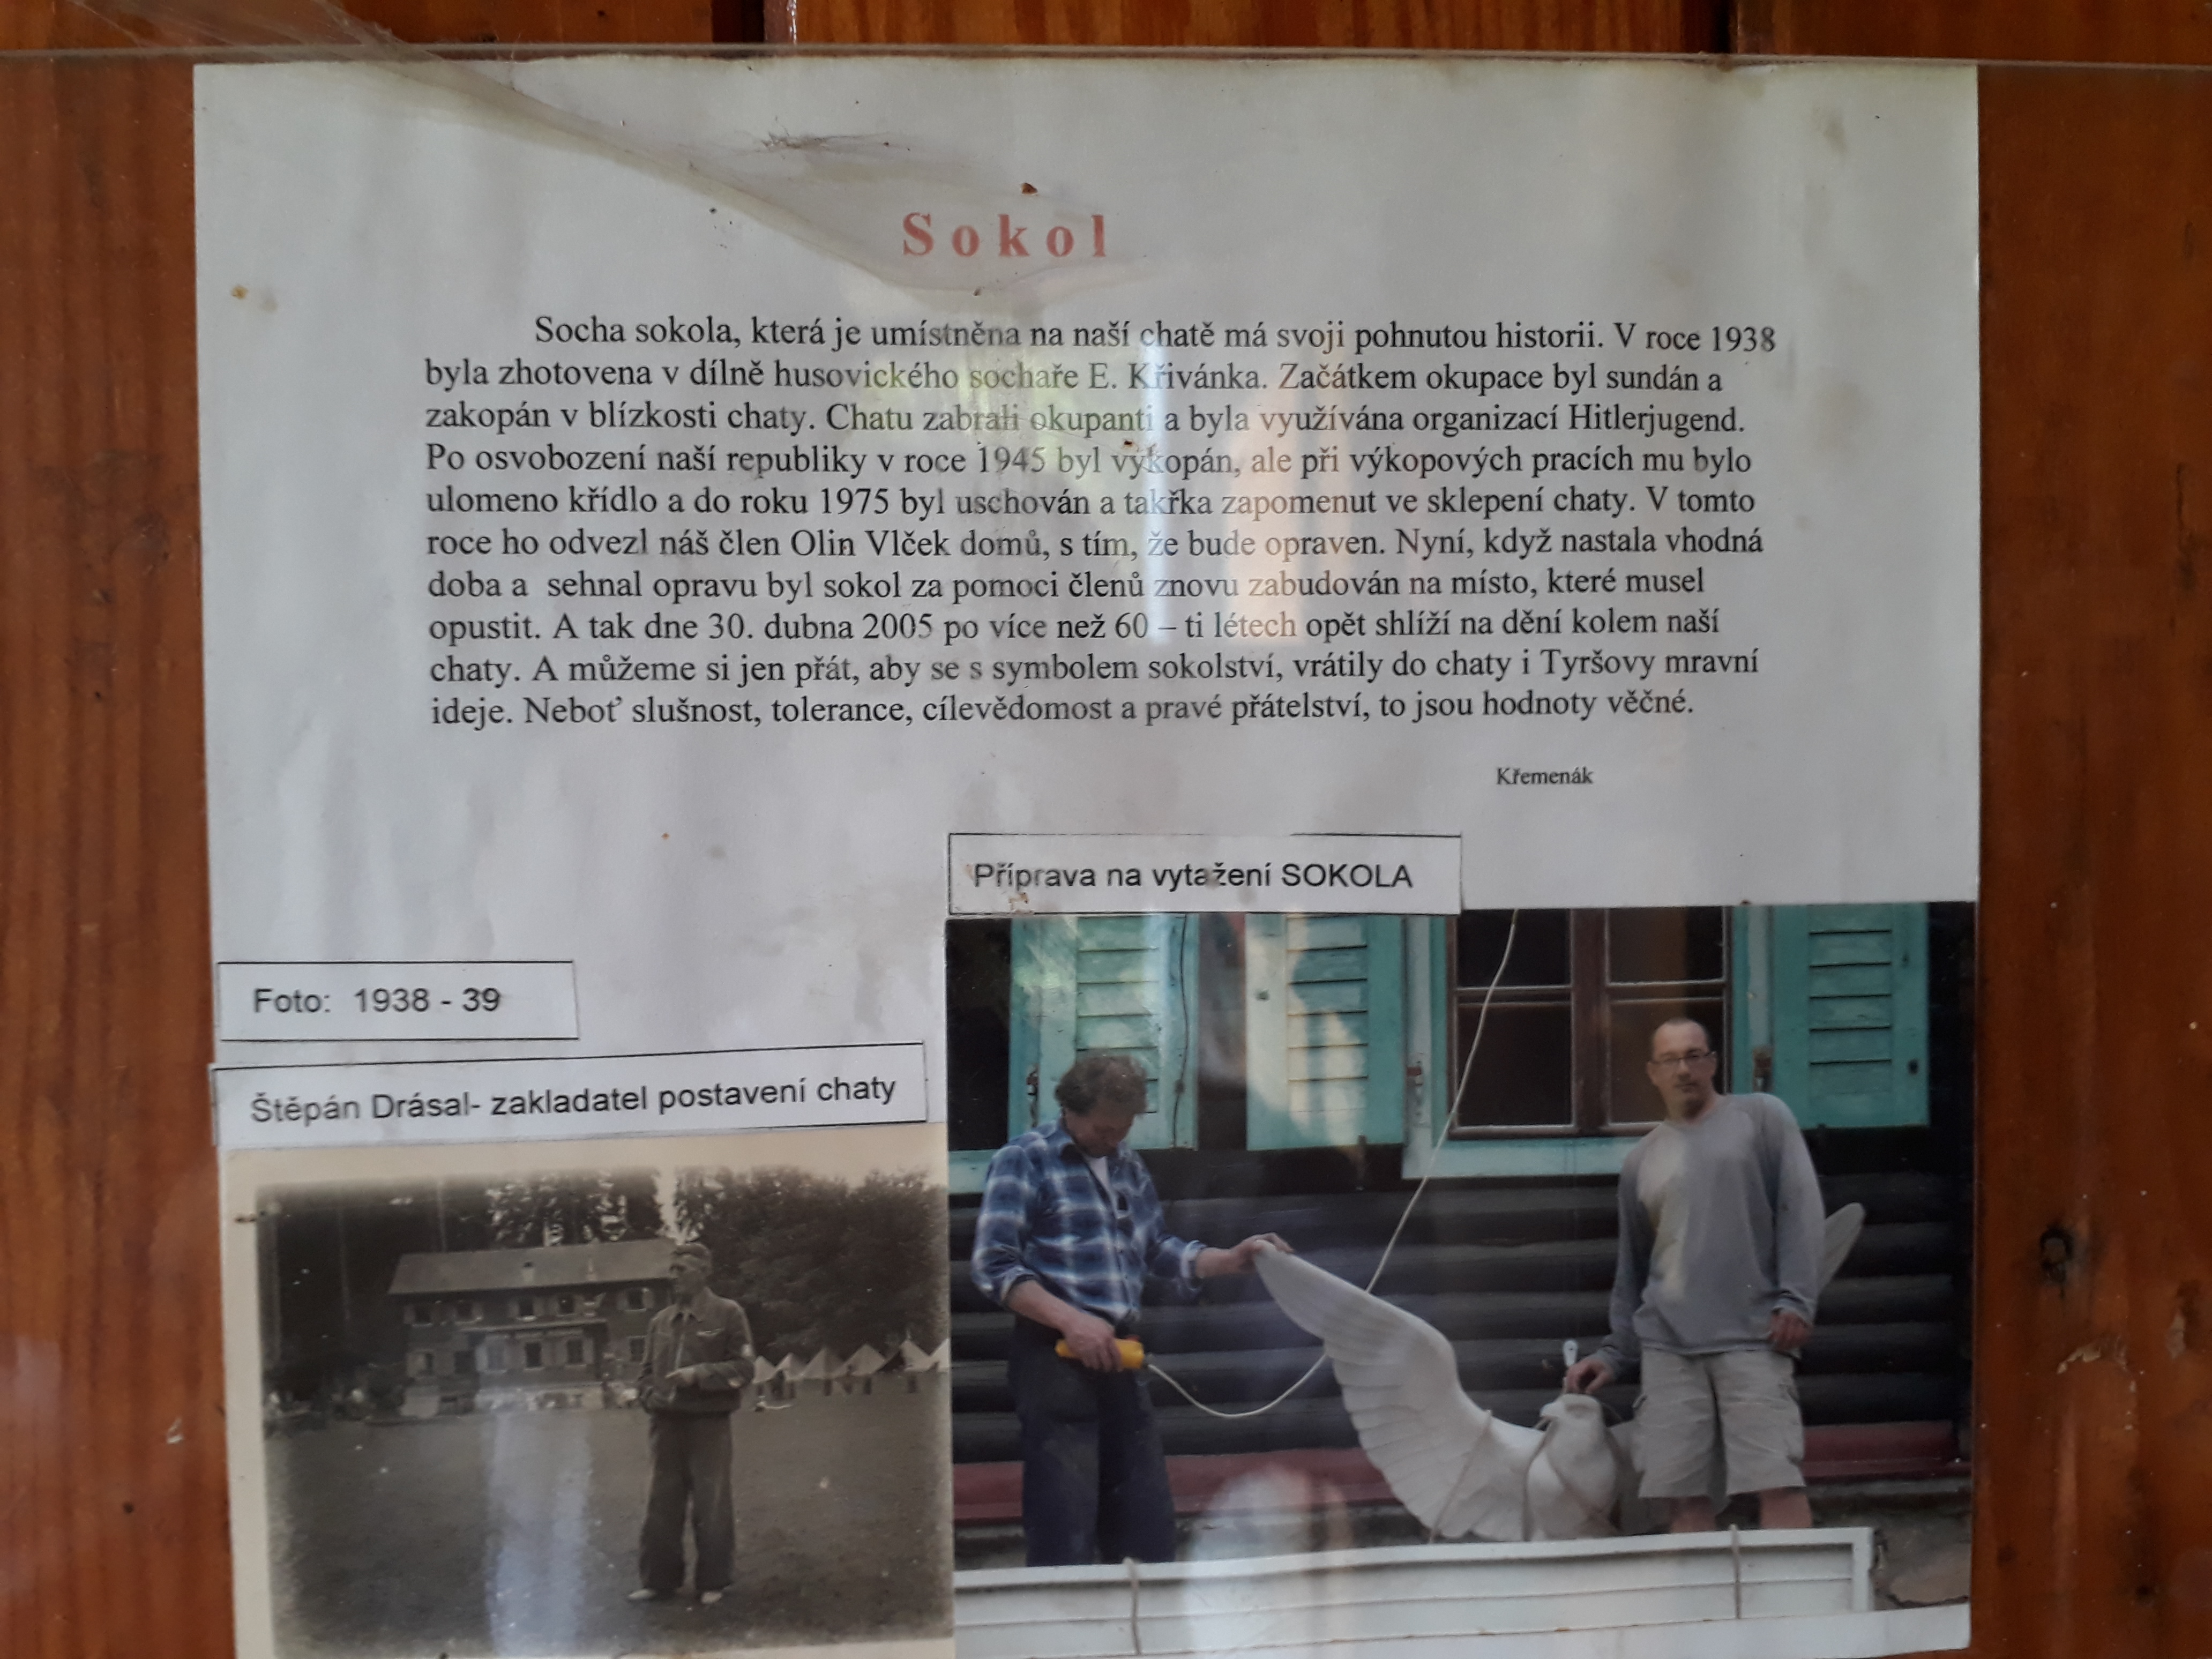 Sokol
Socha sokola, která je umístněna na naší chatě má svoji pohnutou historii. V roce 1938
byla zhotovena v dílně husovického sochaře E. Křivánka. Začátkem okupace byl sundán a
zakopán v blízkosti chaty. Chatu zabrali okupanti a byla využívána organizací Hitlerjugend.
Po osvobození naší republiky v roce 1945 byl vykopán, ale při výkopových pracích mu bylo
ulomeno křídlo a do roku 1975 byl uschován a takřka zapomenut ve sklepení chaty. V tomto
roce ho odvezl náš člen Olin Vlček domů, s tím, že bude opraven. Nyní, když nastala vhodná
doba a sehnal opravu byl sokol za pomoci členů znovu zabudován na místo, které musel
opustit. A tak dne 30. dubna 2005 po více než 60 – ti létech opět shlíží na dění kolem naší
chaty. A můžeme si jen přát, aby se s symbolem sokolství, vrátily do chaty i Tyršovy mravní
ideje. Neboť slušnost, tolerance, cílevědomost a pravé přátelství, to jsou hodnoty věčné.
Křemenák
Příprava na vytažení SOKOLA
Foto: 1938 - 39
Štěpán Drásal- zakladatel postavení chaty